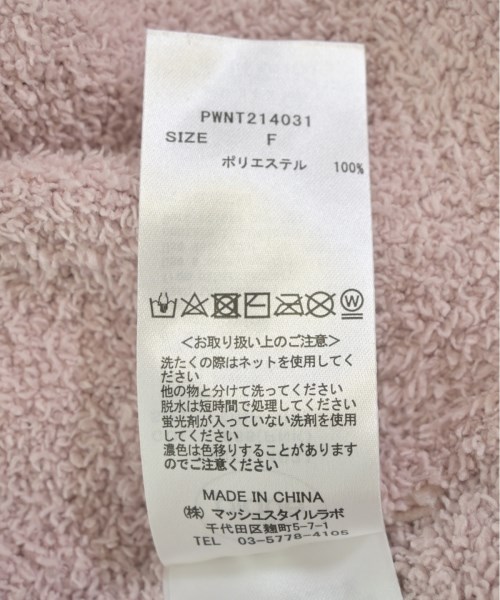 PWNT214031
SIZE F
ポリエステル 100%
W
<お取り扱い上のご注意>
洗たくの際はネットを使用してく
ださい
他の物と分けて洗ってください
脱水は短時間で処理してください
蛍光剤が入っていない洗剤を使用
してください
濃色は色移りすることがあります
のでご注意ください
MADE IN CHINA
(株) マッシュスタイルラボ
千代田区麹町5-7-1
TEL 03-5778-4105